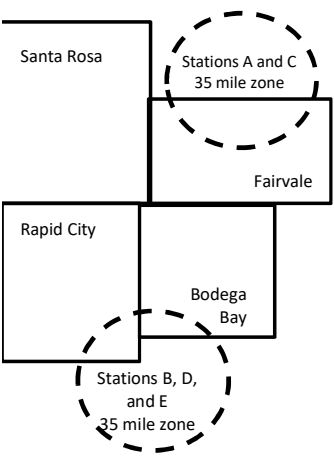 Santa Rosa
Stations A and C
35 mile zone
Fairvale
Rapid City
Bodega
Bay
Stations B, D,
and E
35 mile zone